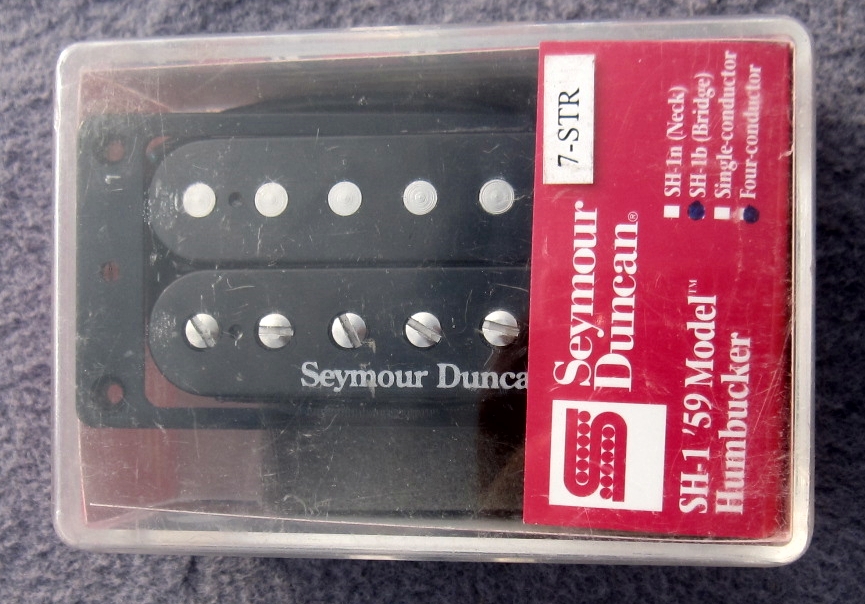 1
Seymour Duncan
7-STR
Seymour
Duncan®
SH-1n (Neck)
SH-1b (Bridge)
Single-conductor
Four-conductor
SH-1 '59 Model™
Humbucker